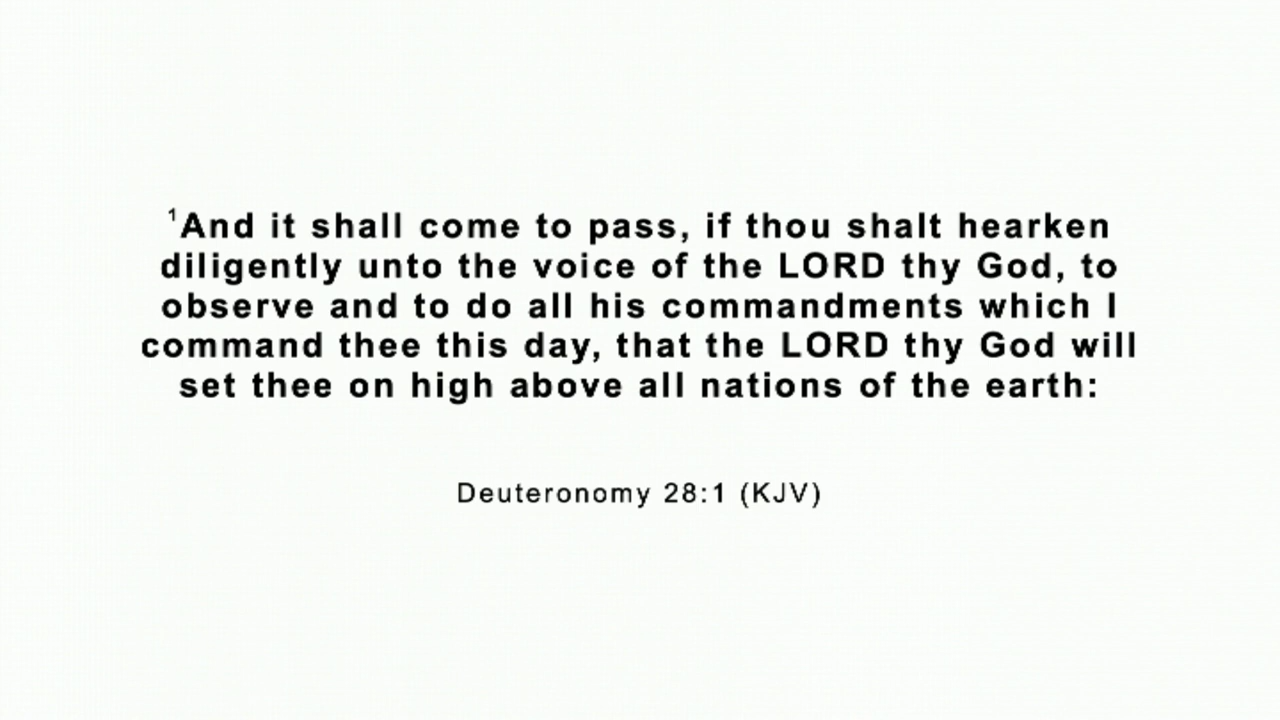 ¹And it shall come to pass, if thou shalt hearken
diligently unto the voice of the LORD thy God, to
observe and to do all his commandments which I
command thee this day, that the LORD thy God will
set thee on high above all nations of the earth:
Deuteronomy 28:1 (KJV)